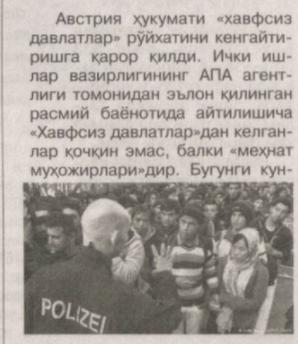 Австрия ҳукумати «хавфсиз
давлатлар» рўйхатини кенгайти-
ришга қарор қилди. Ички иш-
лар вазирлигининг АПА агент-
лиги томонидан эълон қилинган
расмий баёнотида айтилишича
«Хавфсиз давлатлар»дан келган-
лар қочқин эмас, балки «меҳнат
муҳожирлари»дир. Бугунги кун-
POLIZEI